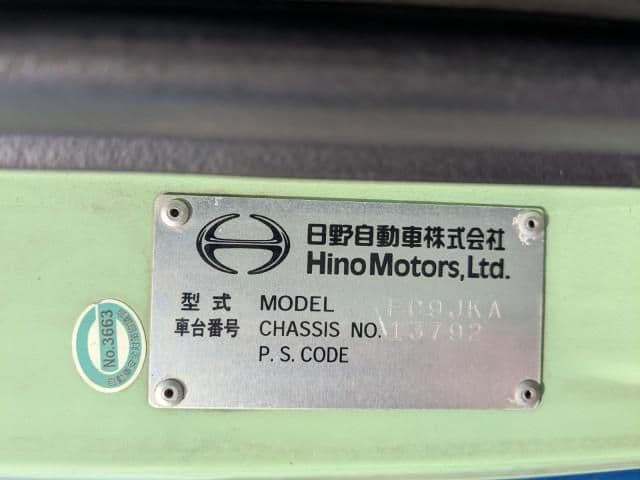 日野自動車株式会社
Hino Motors, Ltd.
型式 MODEL FC9JKA
車台番号 CHASSIS NO. 13792
P. S. CODE
No.3663